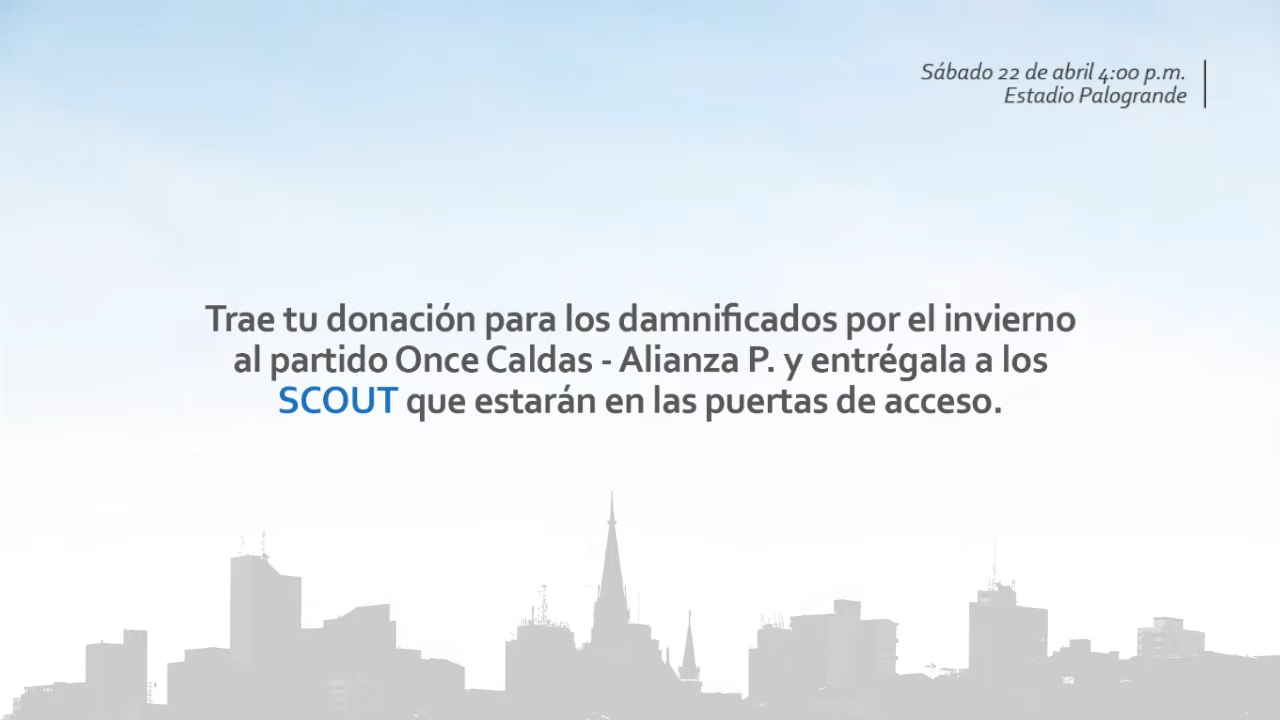 Sábado 22 de abril 4:00 p.m.
Estadio Palogrande
Trae tu donación para los damnificados por el invierno
al partido Once Caldas - Alianza P. y entrégala a los
SCOUT que estarán en las puertas de acceso.